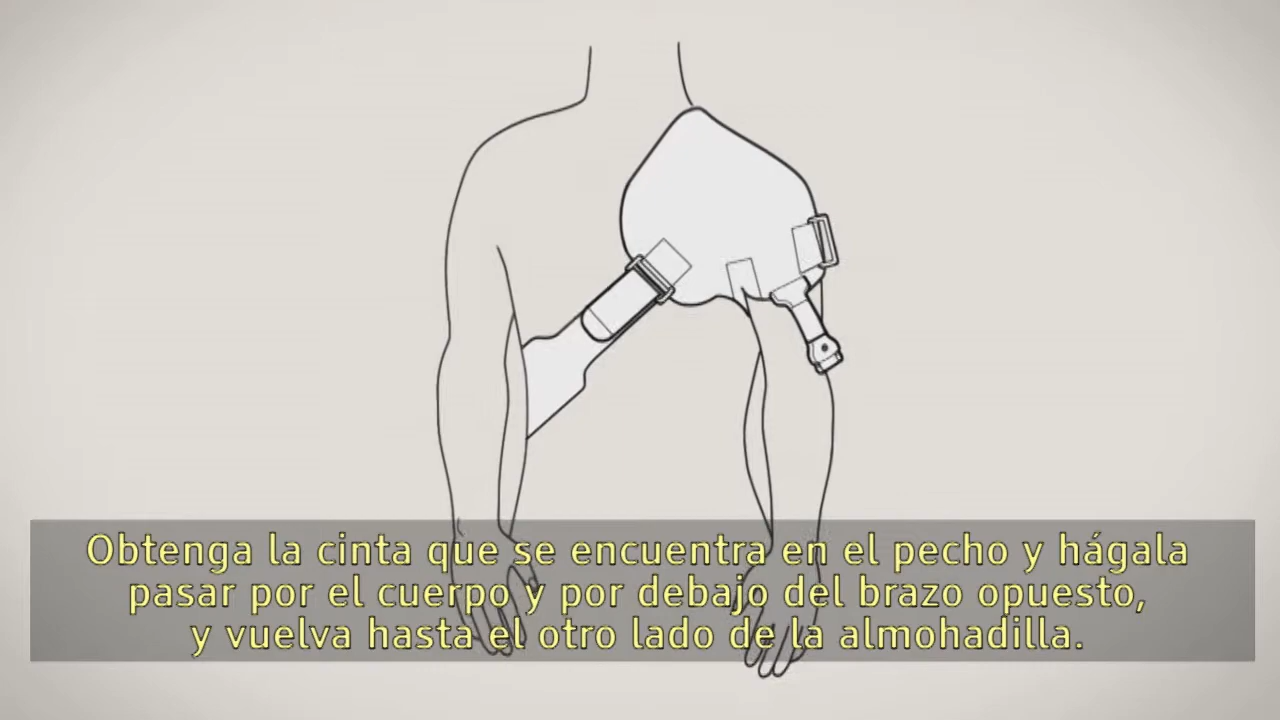 Obtenga la cinta que se encuentra en el pecho y hágala
pasar por el cuerpo y por debajo del brazo opuesto,
y vuelva hasta el otro lado de la almohadilla.